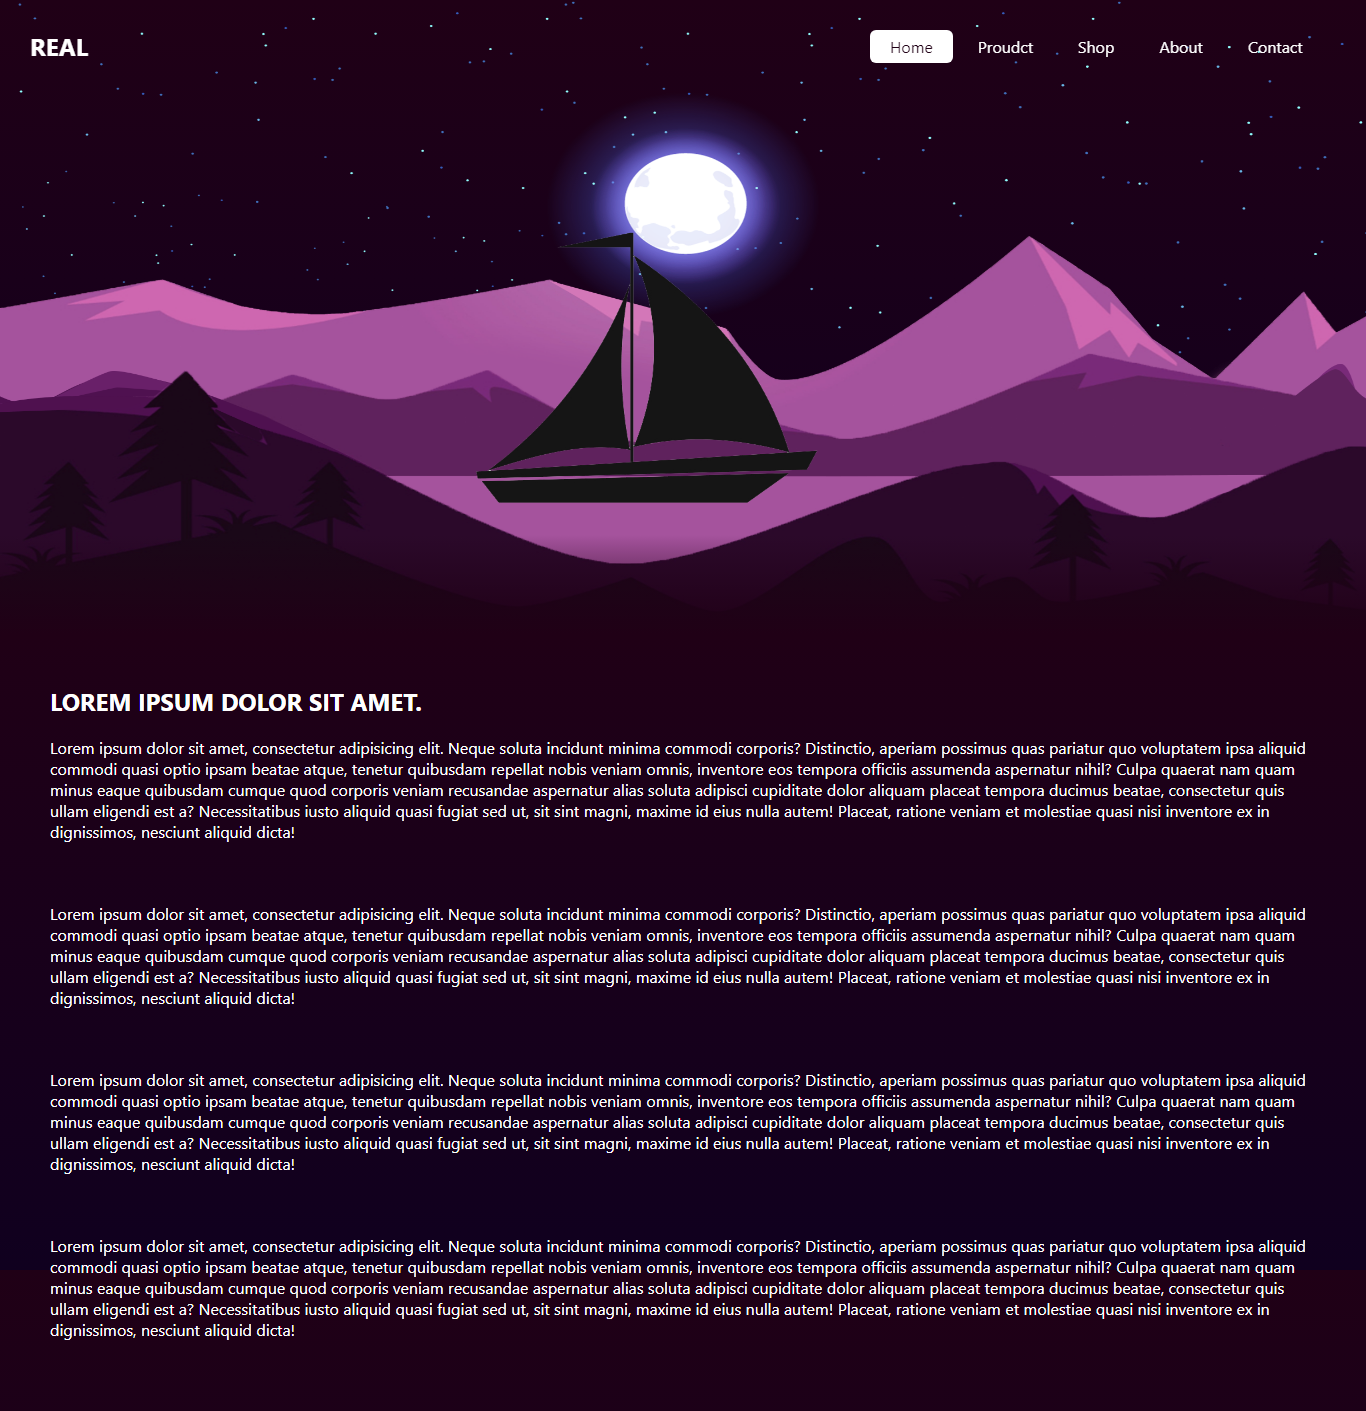 REAL
Home Proudct Shop About Contact
LOREM IPSUM DOLOR SIT AMET.
Lorem ipsum dolor sit amet, consectetur adipisicing elit. Neque soluta incidunt minima commodi corporis? Distinctio, aperiam possimus quas pariatur quo voluptatem ipsa aliquid
commodi quasi optio ipsam beatae atque, tenetur quibusdam repellat nobis veniam omnis, inventore eos tempora officiis assumenda aspernatur nihil? Culpa quaerat nam quam
minus eaque quibusdam cumque quod corporis veniam recusandae aspernatur alias soluta adipisci cupiditate dolor aliquam placeat tempora ducimus beatae, consectetur quis
ullam eligendi est a? Necessitatibus iusto aliquid quasi fugiat sed ut, sit sint magni, maxime id eius nulla autem! Placeat, ratione veniam et molestiae quasi nisi inventore ex in
dignissimos, nesciunt aliquid dicta!
Lorem ipsum dolor sit amet, consectetur adipisicing elit. Neque soluta incidunt minima commodi corporis? Distinctio, aperiam possimus quas pariatur quo voluptatem ipsa aliquid
commodi quasi optio ipsam beatae atque, tenetur quibusdam repellat nobis veniam omnis, inventore eos tempora officiis assumenda aspernatur nihil? Culpa quaerat nam quam
minus eaque quibusdam cumque quod corporis veniam recusandae aspernatur alias soluta adipisci cupiditate dolor aliquam placeat tempora ducimus beatae, consectetur quis
ullam eligendi est a? Necessitatibus iusto aliquid quasi fugiat sed ut, sit sint magni, maxime id eius nulla autem! Placeat, ratione veniam et molestiae quasi nisi inventore ex in
dignissimos, nesciunt aliquid dicta!
Lorem ipsum dolor sit amet, consectetur adipisicing elit. Neque soluta incidunt minima commodi corporis? Distinctio, aperiam possimus quas pariatur quo voluptatem ipsa aliquid
commodi quasi optio ipsam beatae atque, tenetur quibusdam repellat nobis veniam omnis, inventore eos tempora officiis assumenda aspernatur nihil? Culpa quaerat nam quam
minus eaque quibusdam cumque quod corporis veniam recusandae aspernatur alias soluta adipisci cupiditate dolor aliquam placeat tempora ducimus beatae, consectetur quis
ullam eligendi est a? Necessitatibus iusto aliquid quasi fugiat sed ut, sit sint magni, maxime id eius nulla autem! Placeat, ratione veniam et molestiae quasi nisi inventore ex in
dignissimos, nesciunt aliquid dicta!
Lorem ipsum dolor sit amet, consectetur adipisicing elit. Neque soluta incidunt minima commodi corporis? Distinctio, aperiam possimus quas pariatur quo voluptatem ipsa aliquid
commodi quasi optio ipsam beatae atque, tenetur quibusdam repellat nobis veniam omnis, inventore eos tempora officiis assumenda aspernatur nihil? Culpa quaerat nam quam
minus eaque quibusdam cumque quod corporis veniam recusandae aspernatur alias soluta adipisci cupiditate dolor aliquam placeat tempora ducimus beatae, consectetur quis
ullam eligendi est a? Necessitatibus iusto aliquid quasi fugiat sed ut, sit sint magni, maxime id eius nulla autem! Placeat, ratione veniam et molestiae quasi nisi inventore ex in
dignissimos, nesciunt aliquid dicta!